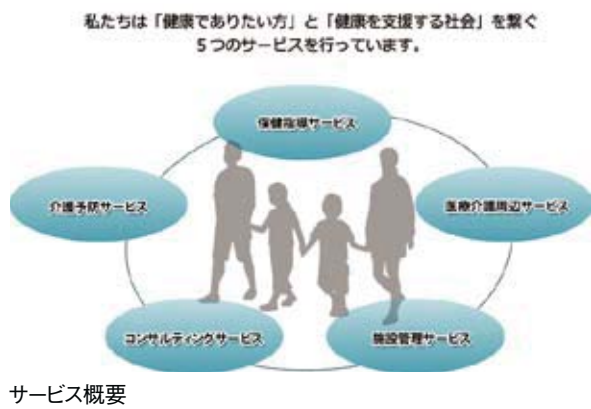 私たちは「健康でありたい方」と「健康を支援する社会」を繋ぐ
5つのサービスを行っています。
保健指導サービス
介護予防サービス
医療介護周辺サービス
コンサルティングサービス
施設管理サービス
サービス概要